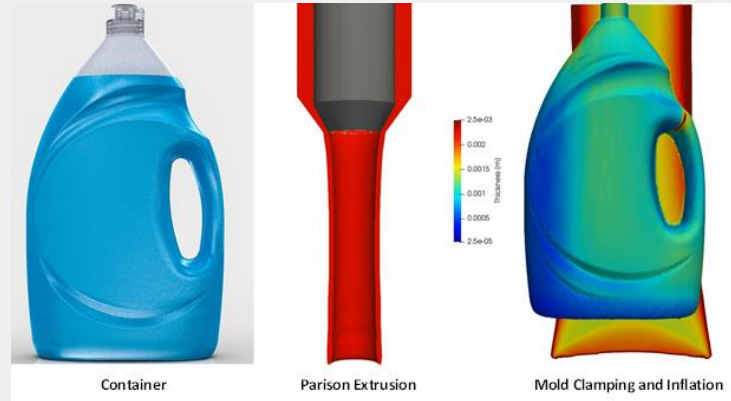 2.5e-03
0.002
0.0015
0.001
0.0005
2.5e-05
Thickness (m)
Container
Parison Extrusion
Mold Clamping and Inflation